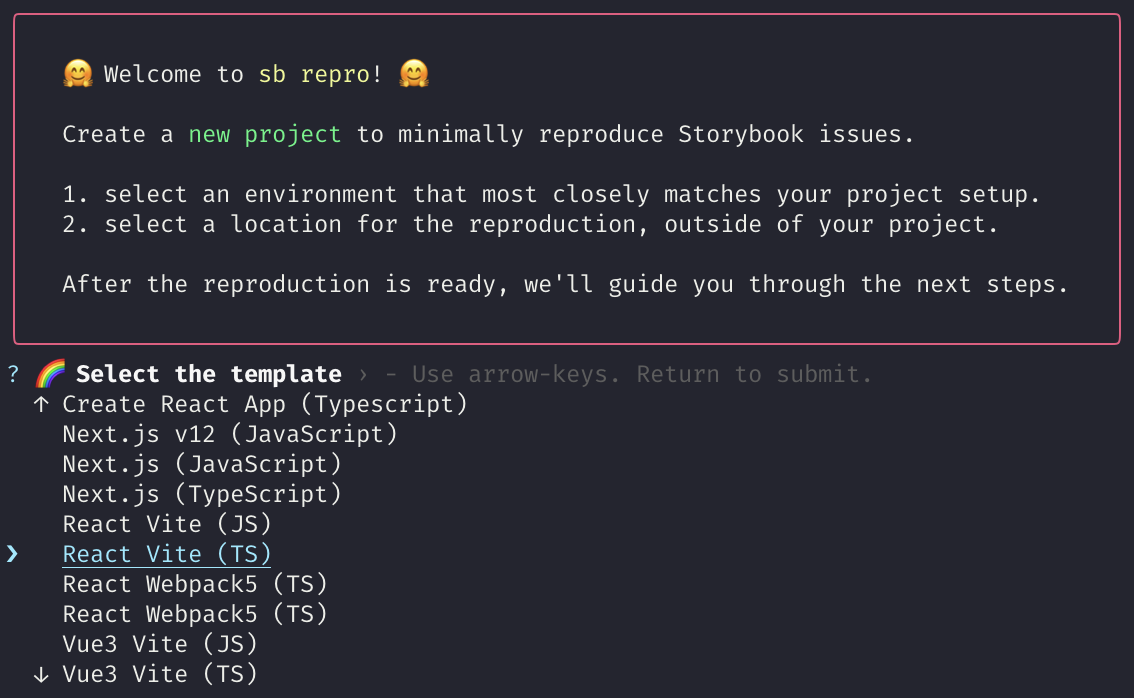 🤗 Welcome to sb repro! 🤗
Create a new project to minimally reproduce Storybook issues.
1. select an environment that most closely matches your project setup.
2. select a location for the reproduction, outside of your project.
After the reproduction is ready, we'll guide you through the next steps.
? 🌈 Select the template › - Use arrow-keys. Return to submit.
↑ Create React App (Typescript)
Next.js v12 (JavaScript)
Next.js (JavaScript)
Next.js (TypeScript)
React Vite (JS)
❯ React Vite (TS)
React Webpack5 (TS)
React Webpack5 (TS)
Vue3 Vite (JS)
↓ Vue3 Vite (TS)